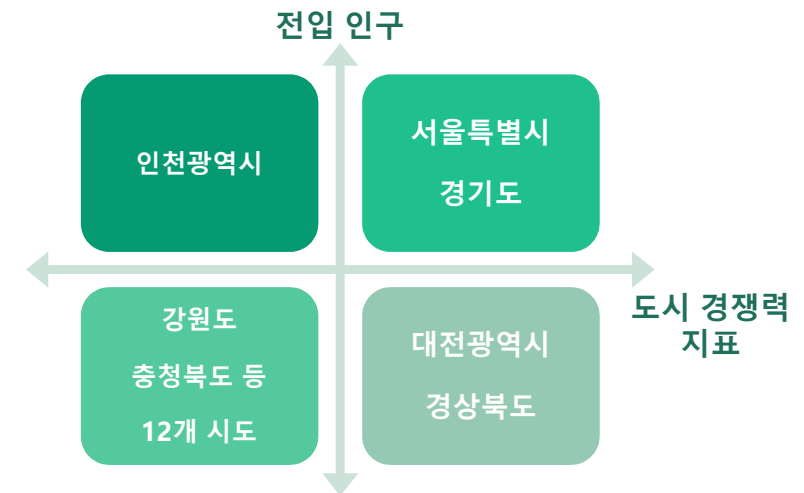 전입 인구
인천광역시
서울특별시
경기도
도시 경쟁력
지표
강원도
충청북도 등
12개 시도
대전광역시
경상북도